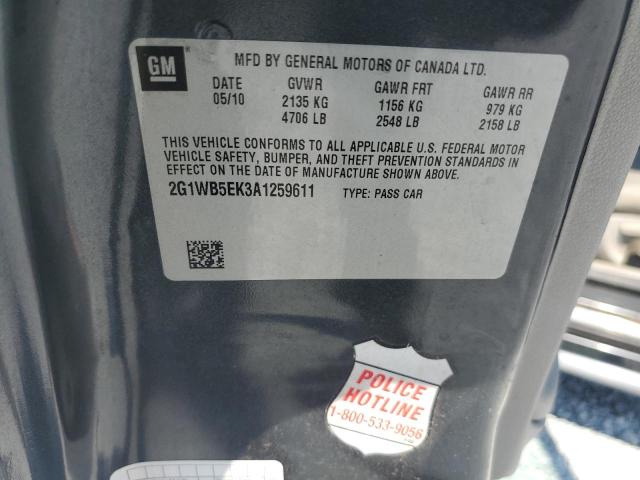 GM
MFD BY GENERAL MOTORS OF CANADA LTD.
DATE GVWR GAWR FRT GAWR RR
05/10 2135 KG 1156 KG 979 KG
4706 LB 2548 LB 2158 LB
THIS VEHICLE CONFORMS TO ALL APPLICABLE U.S. FEDERAL MOTOR
VEHICLE SAFETY, BUMPER, AND THEFT PREVENTION STANDARDS IN
EFFECT ON THE DATE OF MANUFACTURE SHOWN ABOVE.
2G1WB5EK3A1259611 TYPE: PASS CAR
POLICE
HOTLINE
1-800-533-9056